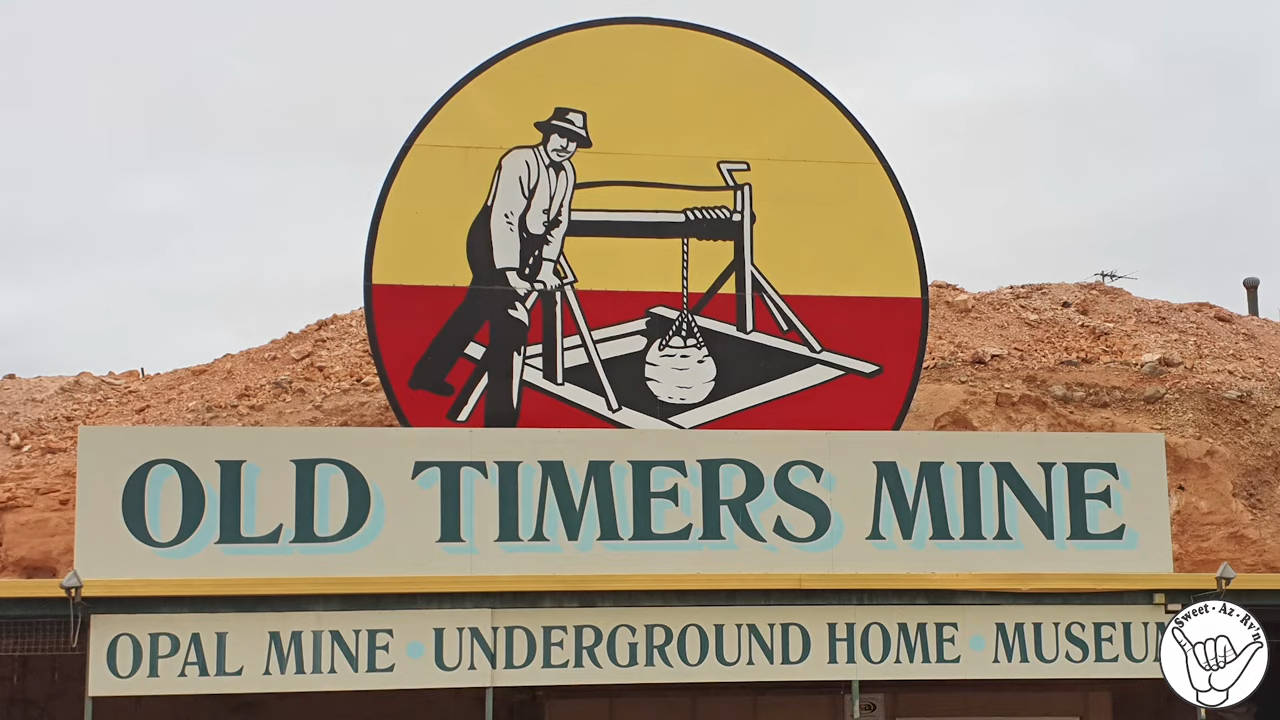 OLD TIMERS MINE
OPAL MINE • UNDERGROUND HOME • MUSEUM
Sweet • Az • Rv'n